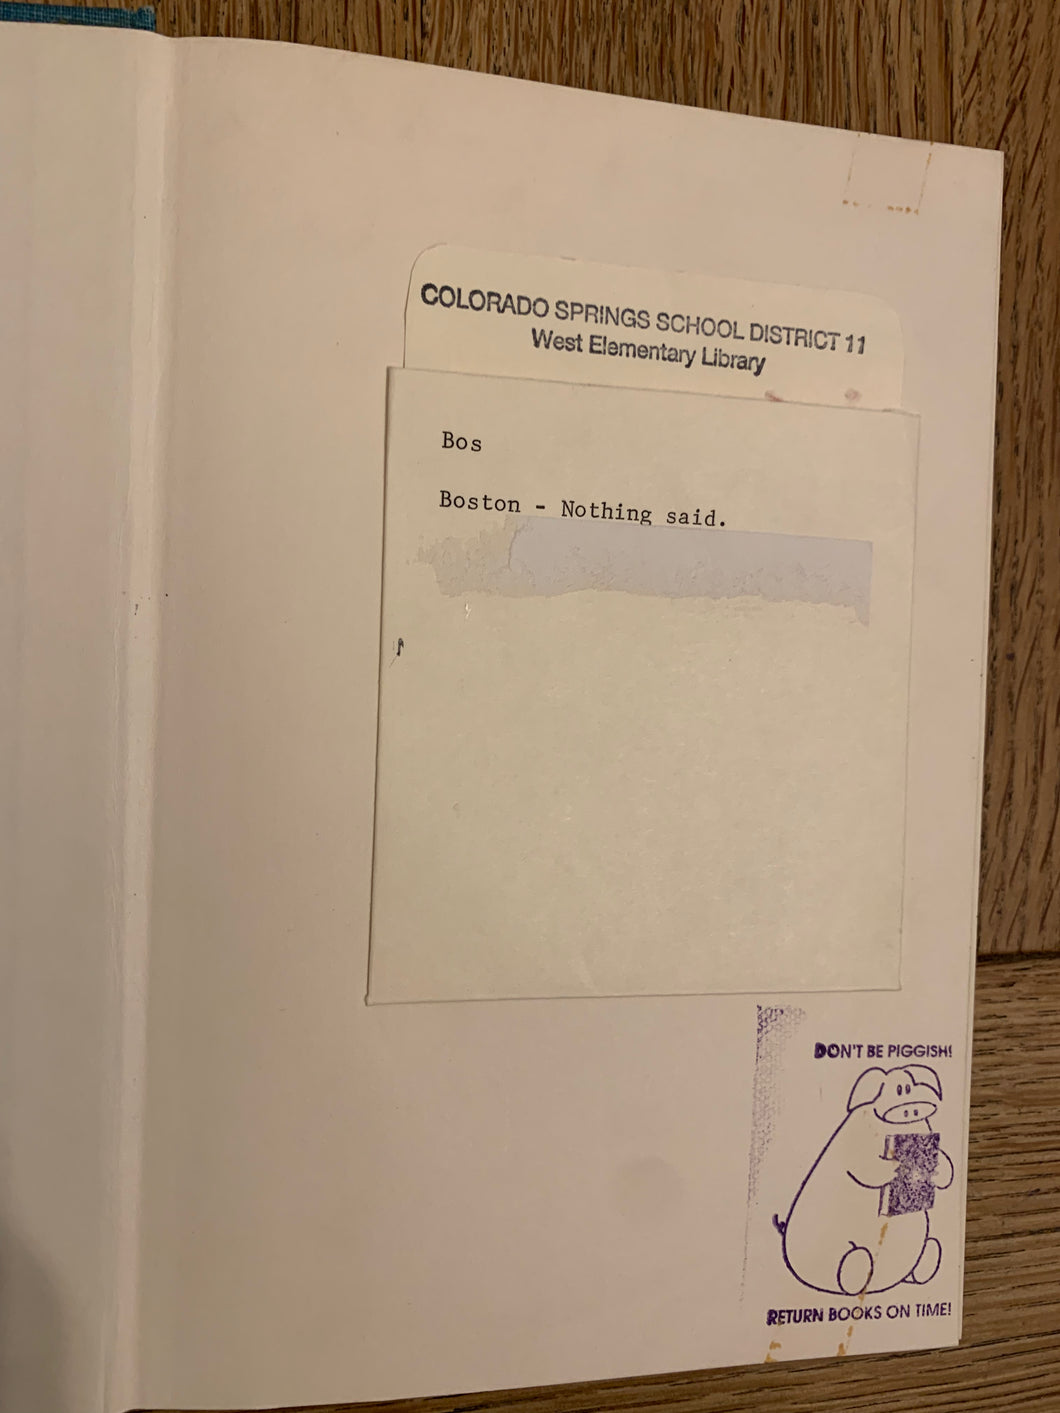 COLORADO SPRINGS SCHOOL DISTRICT 11
West Elementary Library
Bos
Boston - Nothing said.
DON'T BE PIGGISH!
RETURN BOOKS ON TIME!